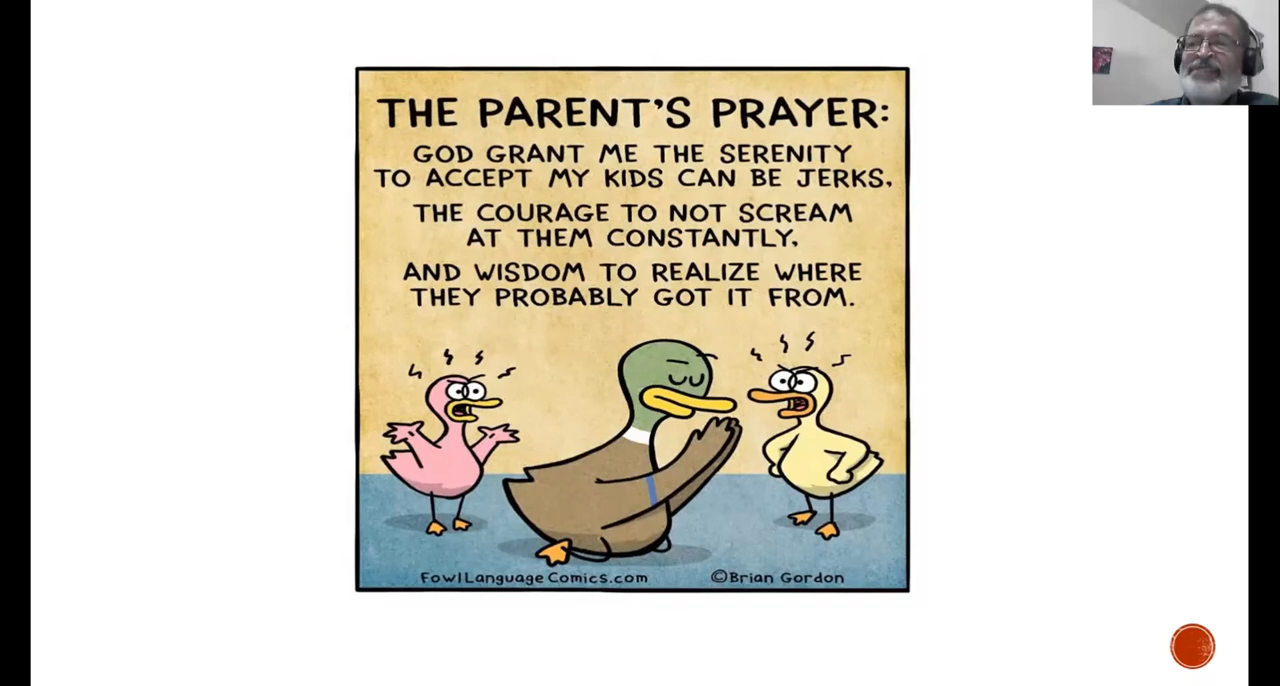 THE PARENT'S PRAYER:
GOD GRANT ME THE SERENITY
TO ACCEPT MY KIDS CAN BE JERKS,
THE COURAGE TO NOT SCREAM
AT THEM CONSTANTLY,
AND WISDOM TO REALIZE WHERE
THEY PROBABLY GOT IT FROM.
FowlLanguageComics.com
©Brian Gordon